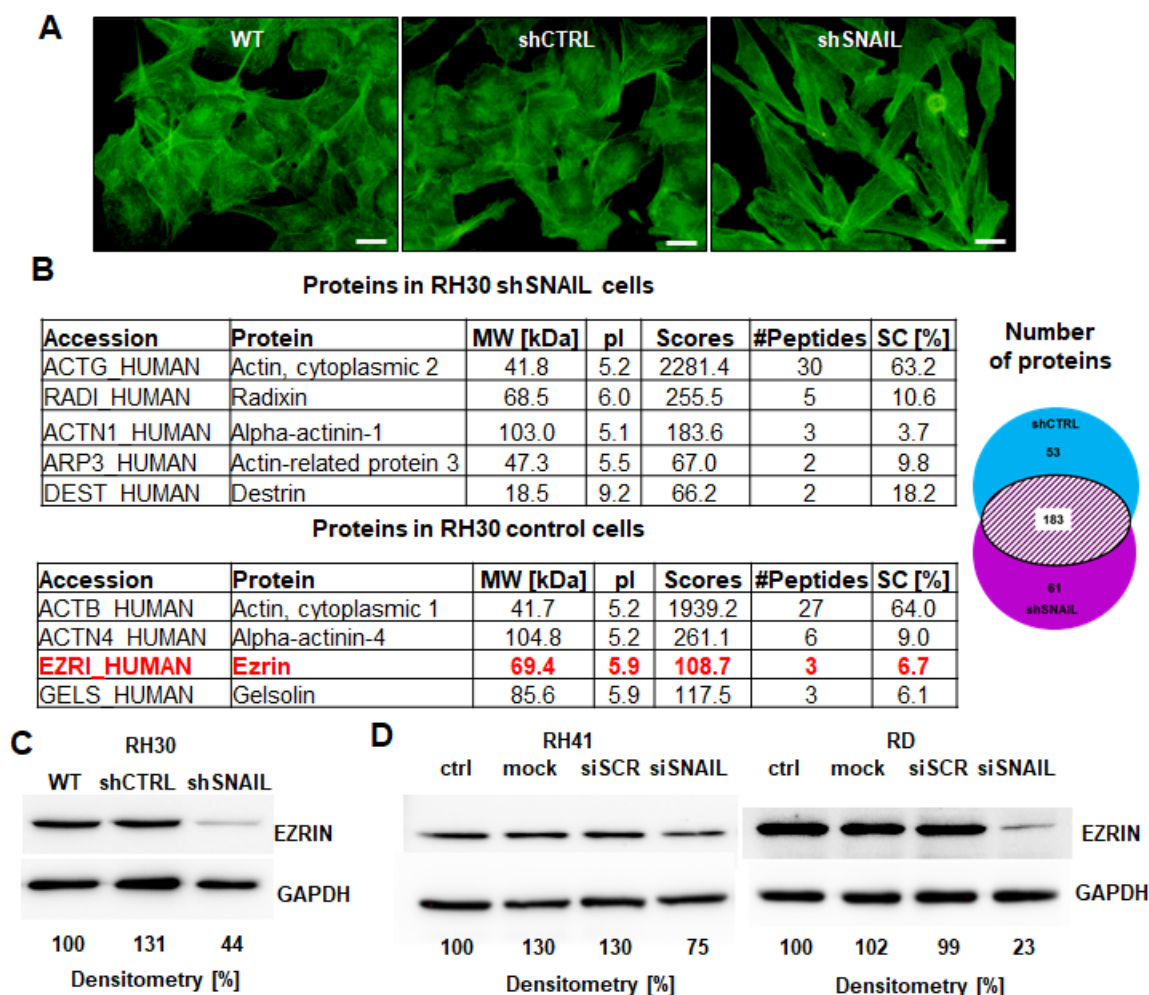 A
WT shCTRL shSNAIL
B
Proteins in RH30 shSNAIL cells
Accession Protein MW [kDa] pI Scores #Peptides SC [%]
ACTG_HUMAN Actin, cytoplasmic 2 41.8 5.2 2281.4 30 63.2
RADI_HUMAN Radixin 68.5 6.0 255.5 5 10.6
ACTN1_HUMAN Alpha-actinin-1 103.0 5.1 183.6 3 3.7
ARP3_HUMAN Actin-related protein 3 47.3 5.5 67.0 2 9.8
DEST_HUMAN Destrin 18.5 9.2 66.2 2 18.2
Proteins in RH30 control cells
Accession Protein MW [kDa] pI Scores #Peptides SC [%]
ACTB_HUMAN Actin, cytoplasmic 1 41.7 5.2 1939.2 27 64.0
ACTN4_HUMAN Alpha-actinin-4 104.8 5.2 261.1 6 9.0
EZRI_HUMAN Ezrin 69.4 5.9 108.7 3 6.7
GELS_HUMAN Gelsolin 85.6 5.9 117.5 3 6.1
Number
of proteins
shCTRL
53
183
61
shSNAIL
C
RH30
WT shCTRL shSNAIL
EZRIN
GAPDH
100 131 44
Densitometry [%]
D
RH41 RD
ctrl mock siSCR siSNAIL ctrl mock siSCR siSNAIL
EZRIN
GAPDH
100 130 130 75 100 102 99 23
Densitometry [%] Densitometry [%]